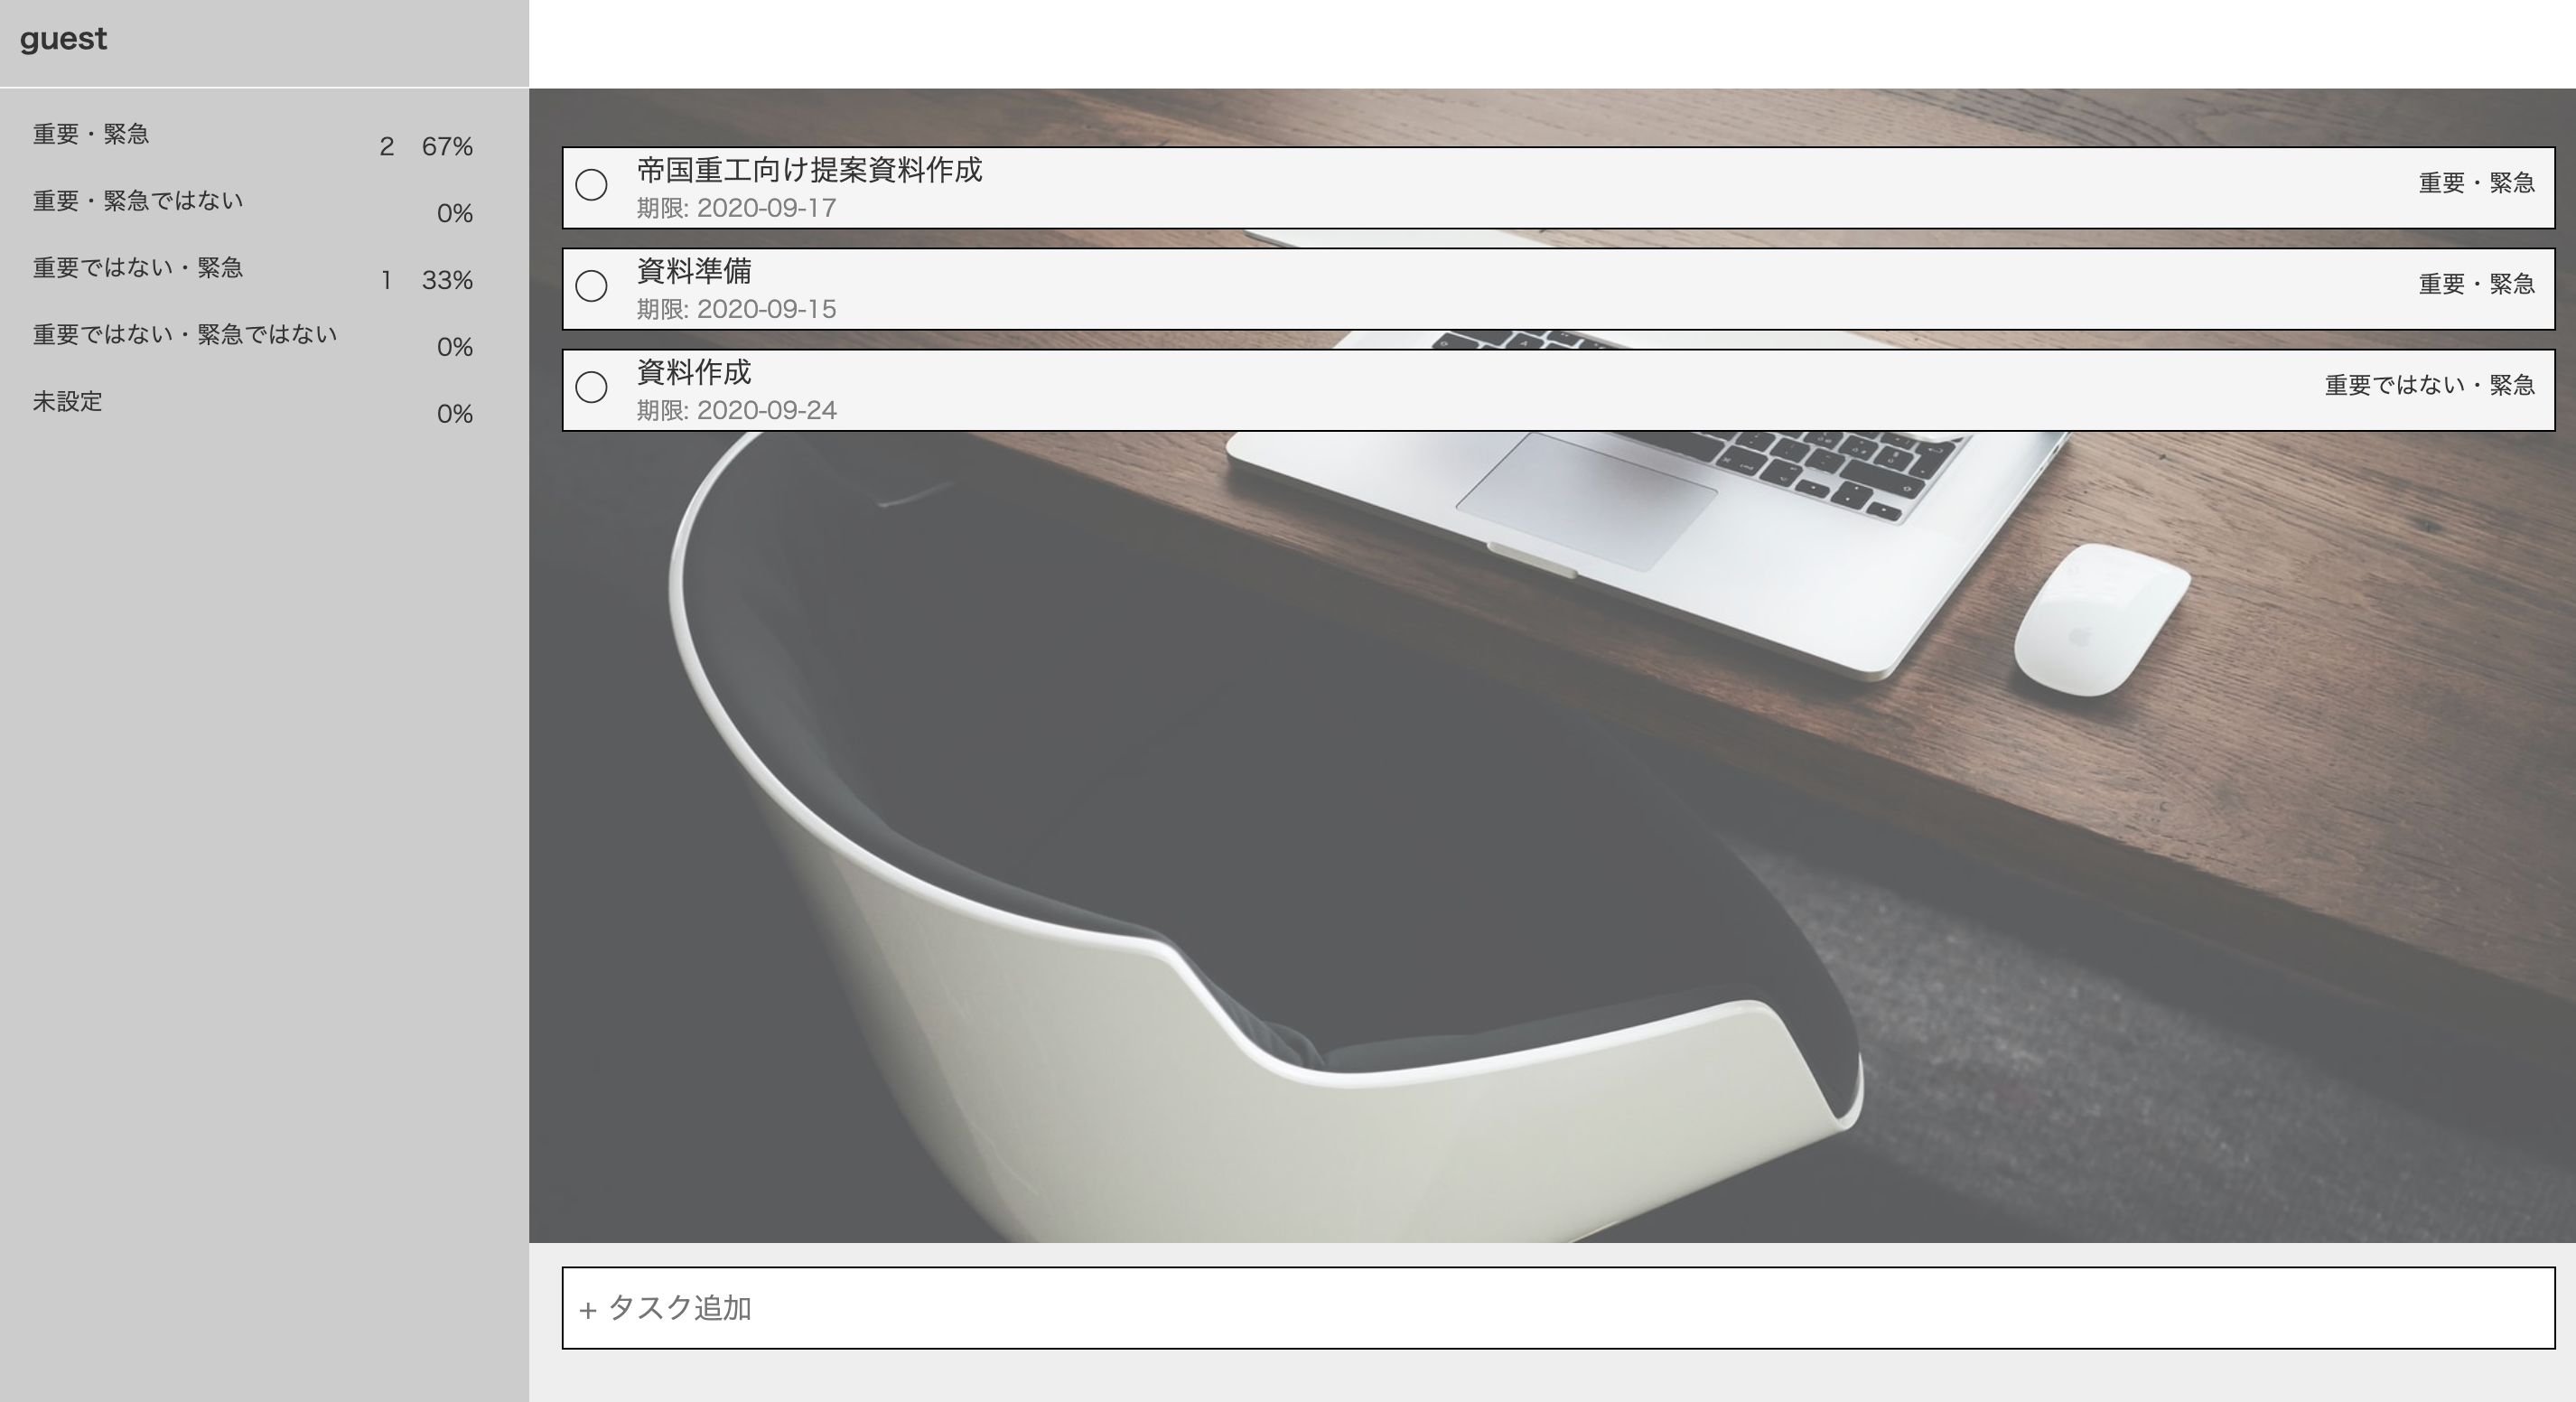 guest
重要・緊急 2 67%
重要・緊急ではない 0%
重要ではない・緊急 1 33%
重要ではない・緊急ではない 0%
未設定 0%
帝国重工向け提案資料作成
期限: 2020-09-17
重要・緊急
資料準備
期限: 2020-09-15
重要・緊急
資料作成
期限: 2020-09-24
重要ではない・緊急
+ タスク追加